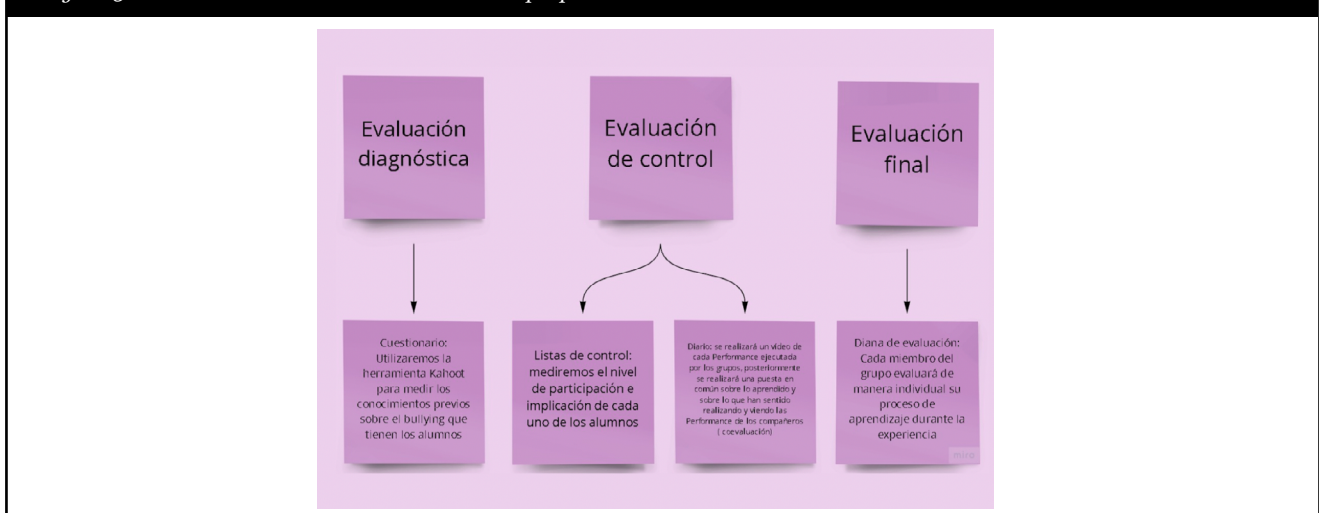 Evaluación
diagnóstica
Evaluación
de control
Evaluación
final
Cuestionario:
Utilizaremos la
herramienta Kahoot
para medir los
conocimientos previos
sobre el bullying que
tienen los alumnos
Listas de control:
mediremos el nivel
de participación e
implicación de cada
uno de los alumnos
Diario: se realizará un video de
cada Performance ejecutada
por los grupos, posteriormente
se realizará una puesta en
común sobre lo aprendido y
sobre lo que han sentido
realizando y viendo las
Performance de los compañeros
( coevaluación)
Diana de evaluación:
Cada miembro del
grupo evaluará de
manera individual su
proceso de
aprendizaje durante la
experiencia
miro